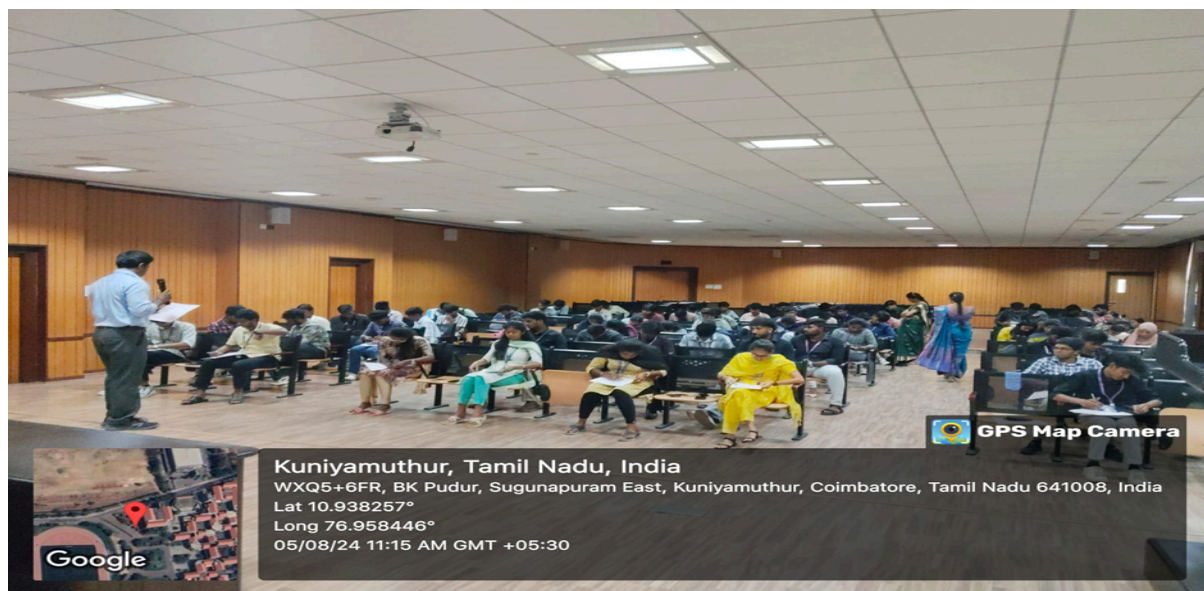 GPS Map Camera
Kuniyamuthur, Tamil Nadu, India
WXQ5+6FR, BK Pudur, Sugunapuram East, Kuniyamuthur, Coimbatore, Tamil Nadu 641008, India
Lat 10.938257°
Long 76.958446°
05/08/24 11:15 AM GMT +05:30
Google